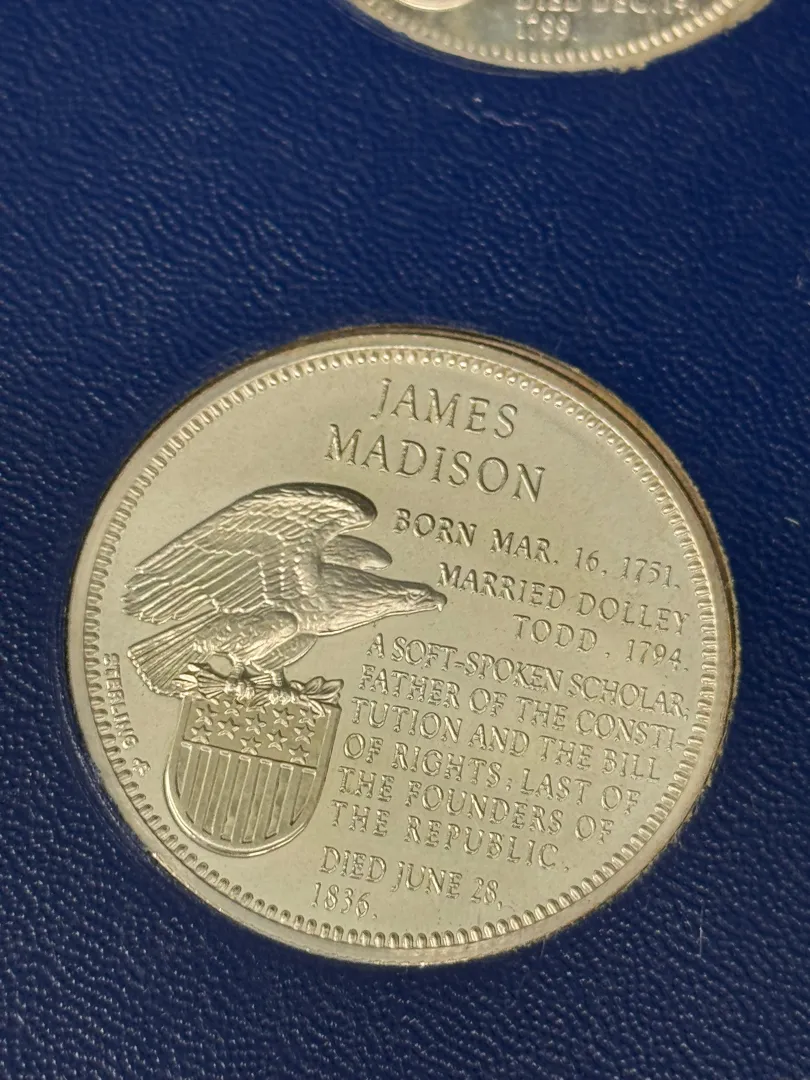 DIED DEC. 14,
1799.
JAMES
MADISON
BORN MAR. 16, 1751.
MARRIED DOLLEY
TODD, 1794.
A SOFT-SPOKEN SCHOLAR,
FATHER OF THE CONSTI-
TUTION AND THE BILL
OF RIGHTS; LAST OF
THE FOUNDERS OF
THE REPUBLIC.
DIED JUNE 28,
1836.
STERLING